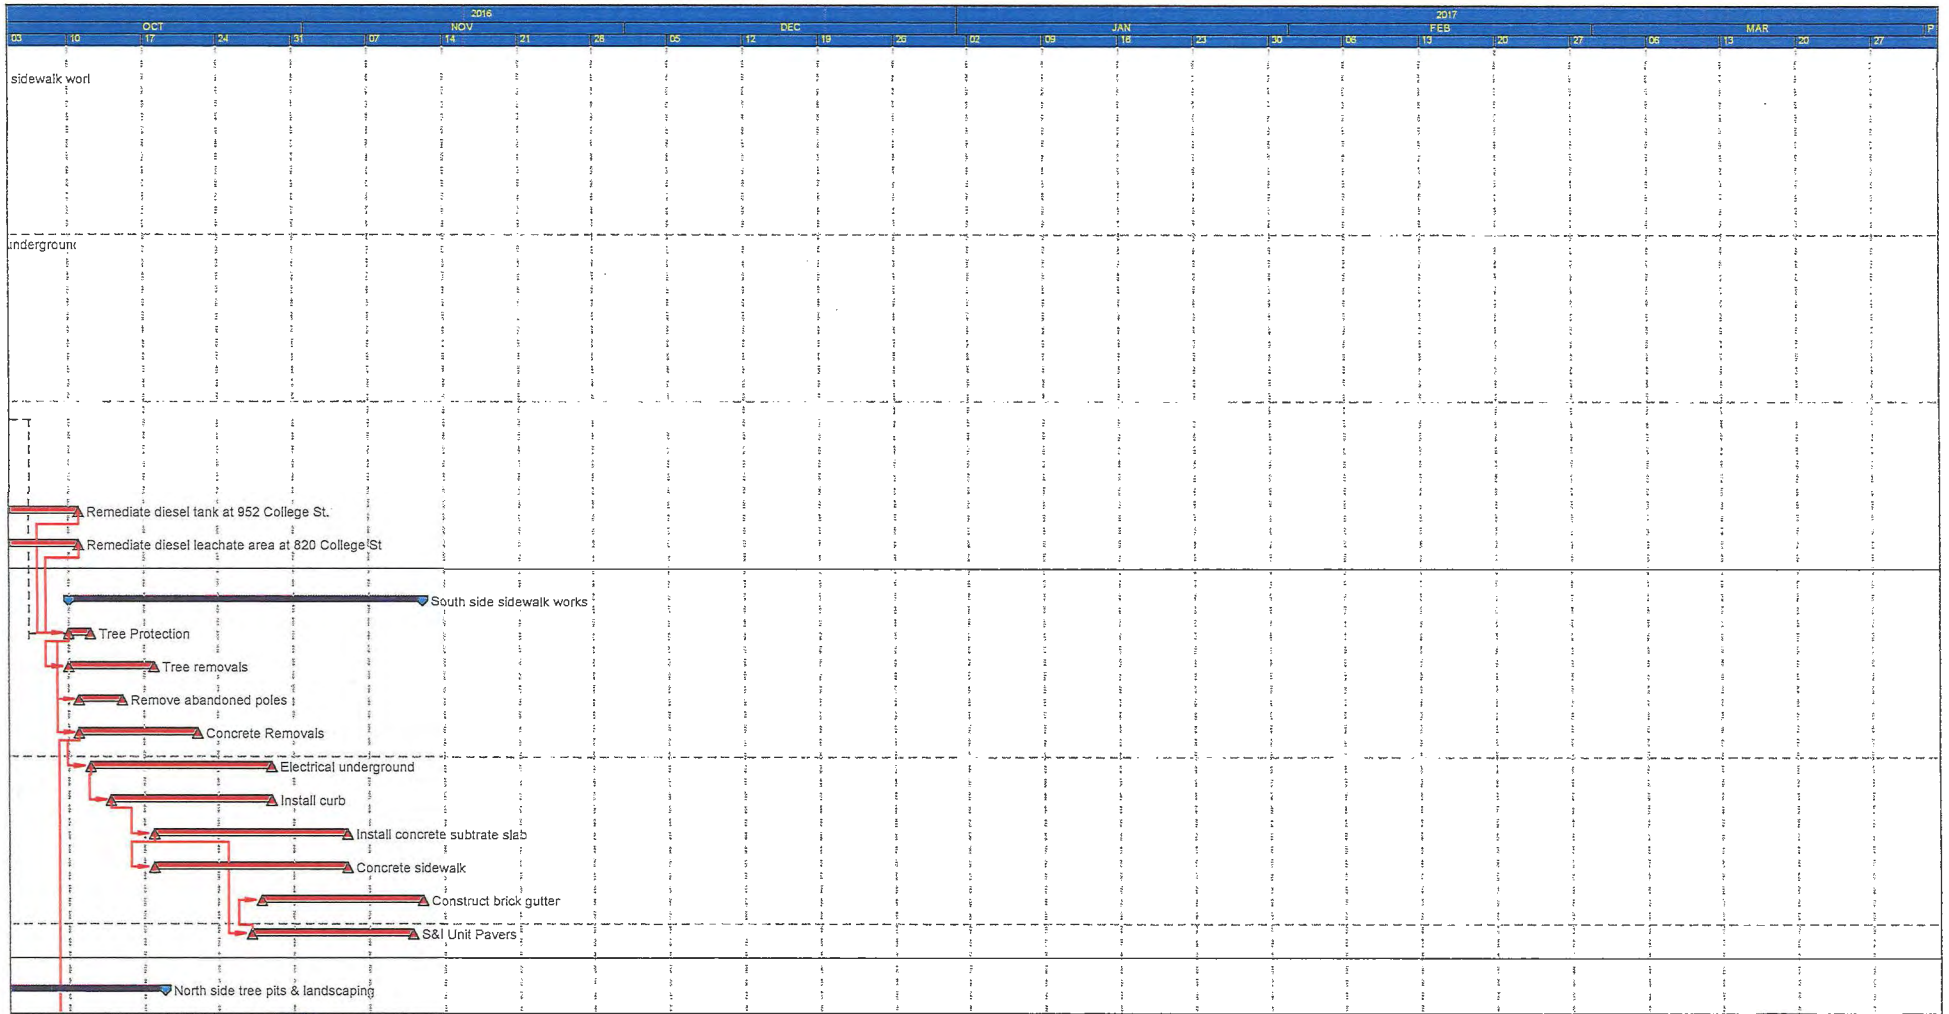 2016 2017
OCT NOV DEC JAN FEB MAR
03 10 17 24 31 07 14 21 28 05 12 19 26 02 09 16 23 30 06 13 20 27 06 13 20 27
sidewalk worl
Remediate diesel tank at 952 College St.
Remediate diesel leachate area at 820 College St
South side sidewalk works
Tree Protection
Tree removals
Remove abandoned poles
Concrete Removals
Electrical underground
Install curb
Install concrete subtrate slab
Concrete sidewalk
Construct brick gutter
S&I Unit Pavers
North side tree pits & landscaping